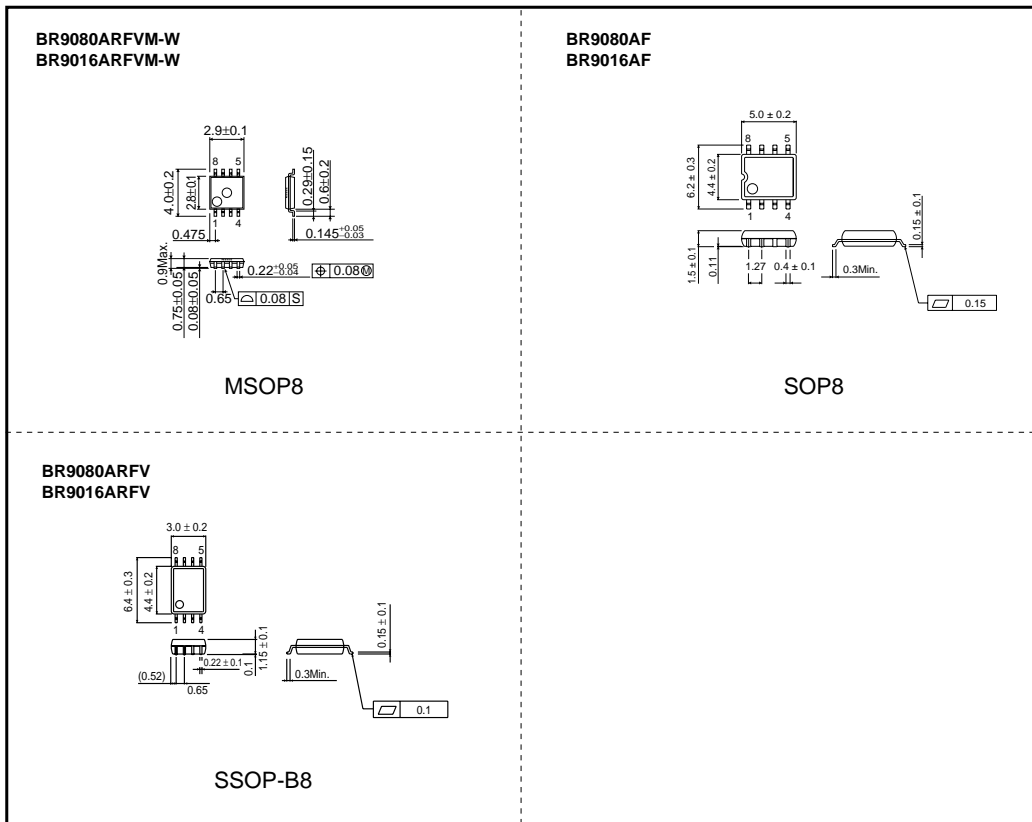 BR9080ARFVM-W
BR9016ARFVM-W
2.9±0.1
8 5
4.0±0.2
2.8±0.1
1 4
0.29±0.15
0.6±0.2
0.475
0.145+0.05−0.03
0.9Max.
0.75±0.05
0.08±0.05
0.22+0.05−0.04
0.08 M
0.65
0.08 S
MSOP8
BR9080AF
BR9016AF
5.0 ± 0.2
8 5
6.2 ± 0.3
4.4 ± 0.2
1 4
1.5 ± 0.1
0.11
1.27
0.4 ± 0.1
0.3Min.
0.15 ± 0.1
0.15
SOP8
BR9080ARFV
BR9016ARFV
3.0 ± 0.2
8 5
6.4 ± 0.3
4.4 ± 0.2
1 4
0.22 ± 0.1
(0.52)
0.65
0.1
1.15 ± 0.1
0.3Min.
0.15 ± 0.1
0.1
SSOP-B8